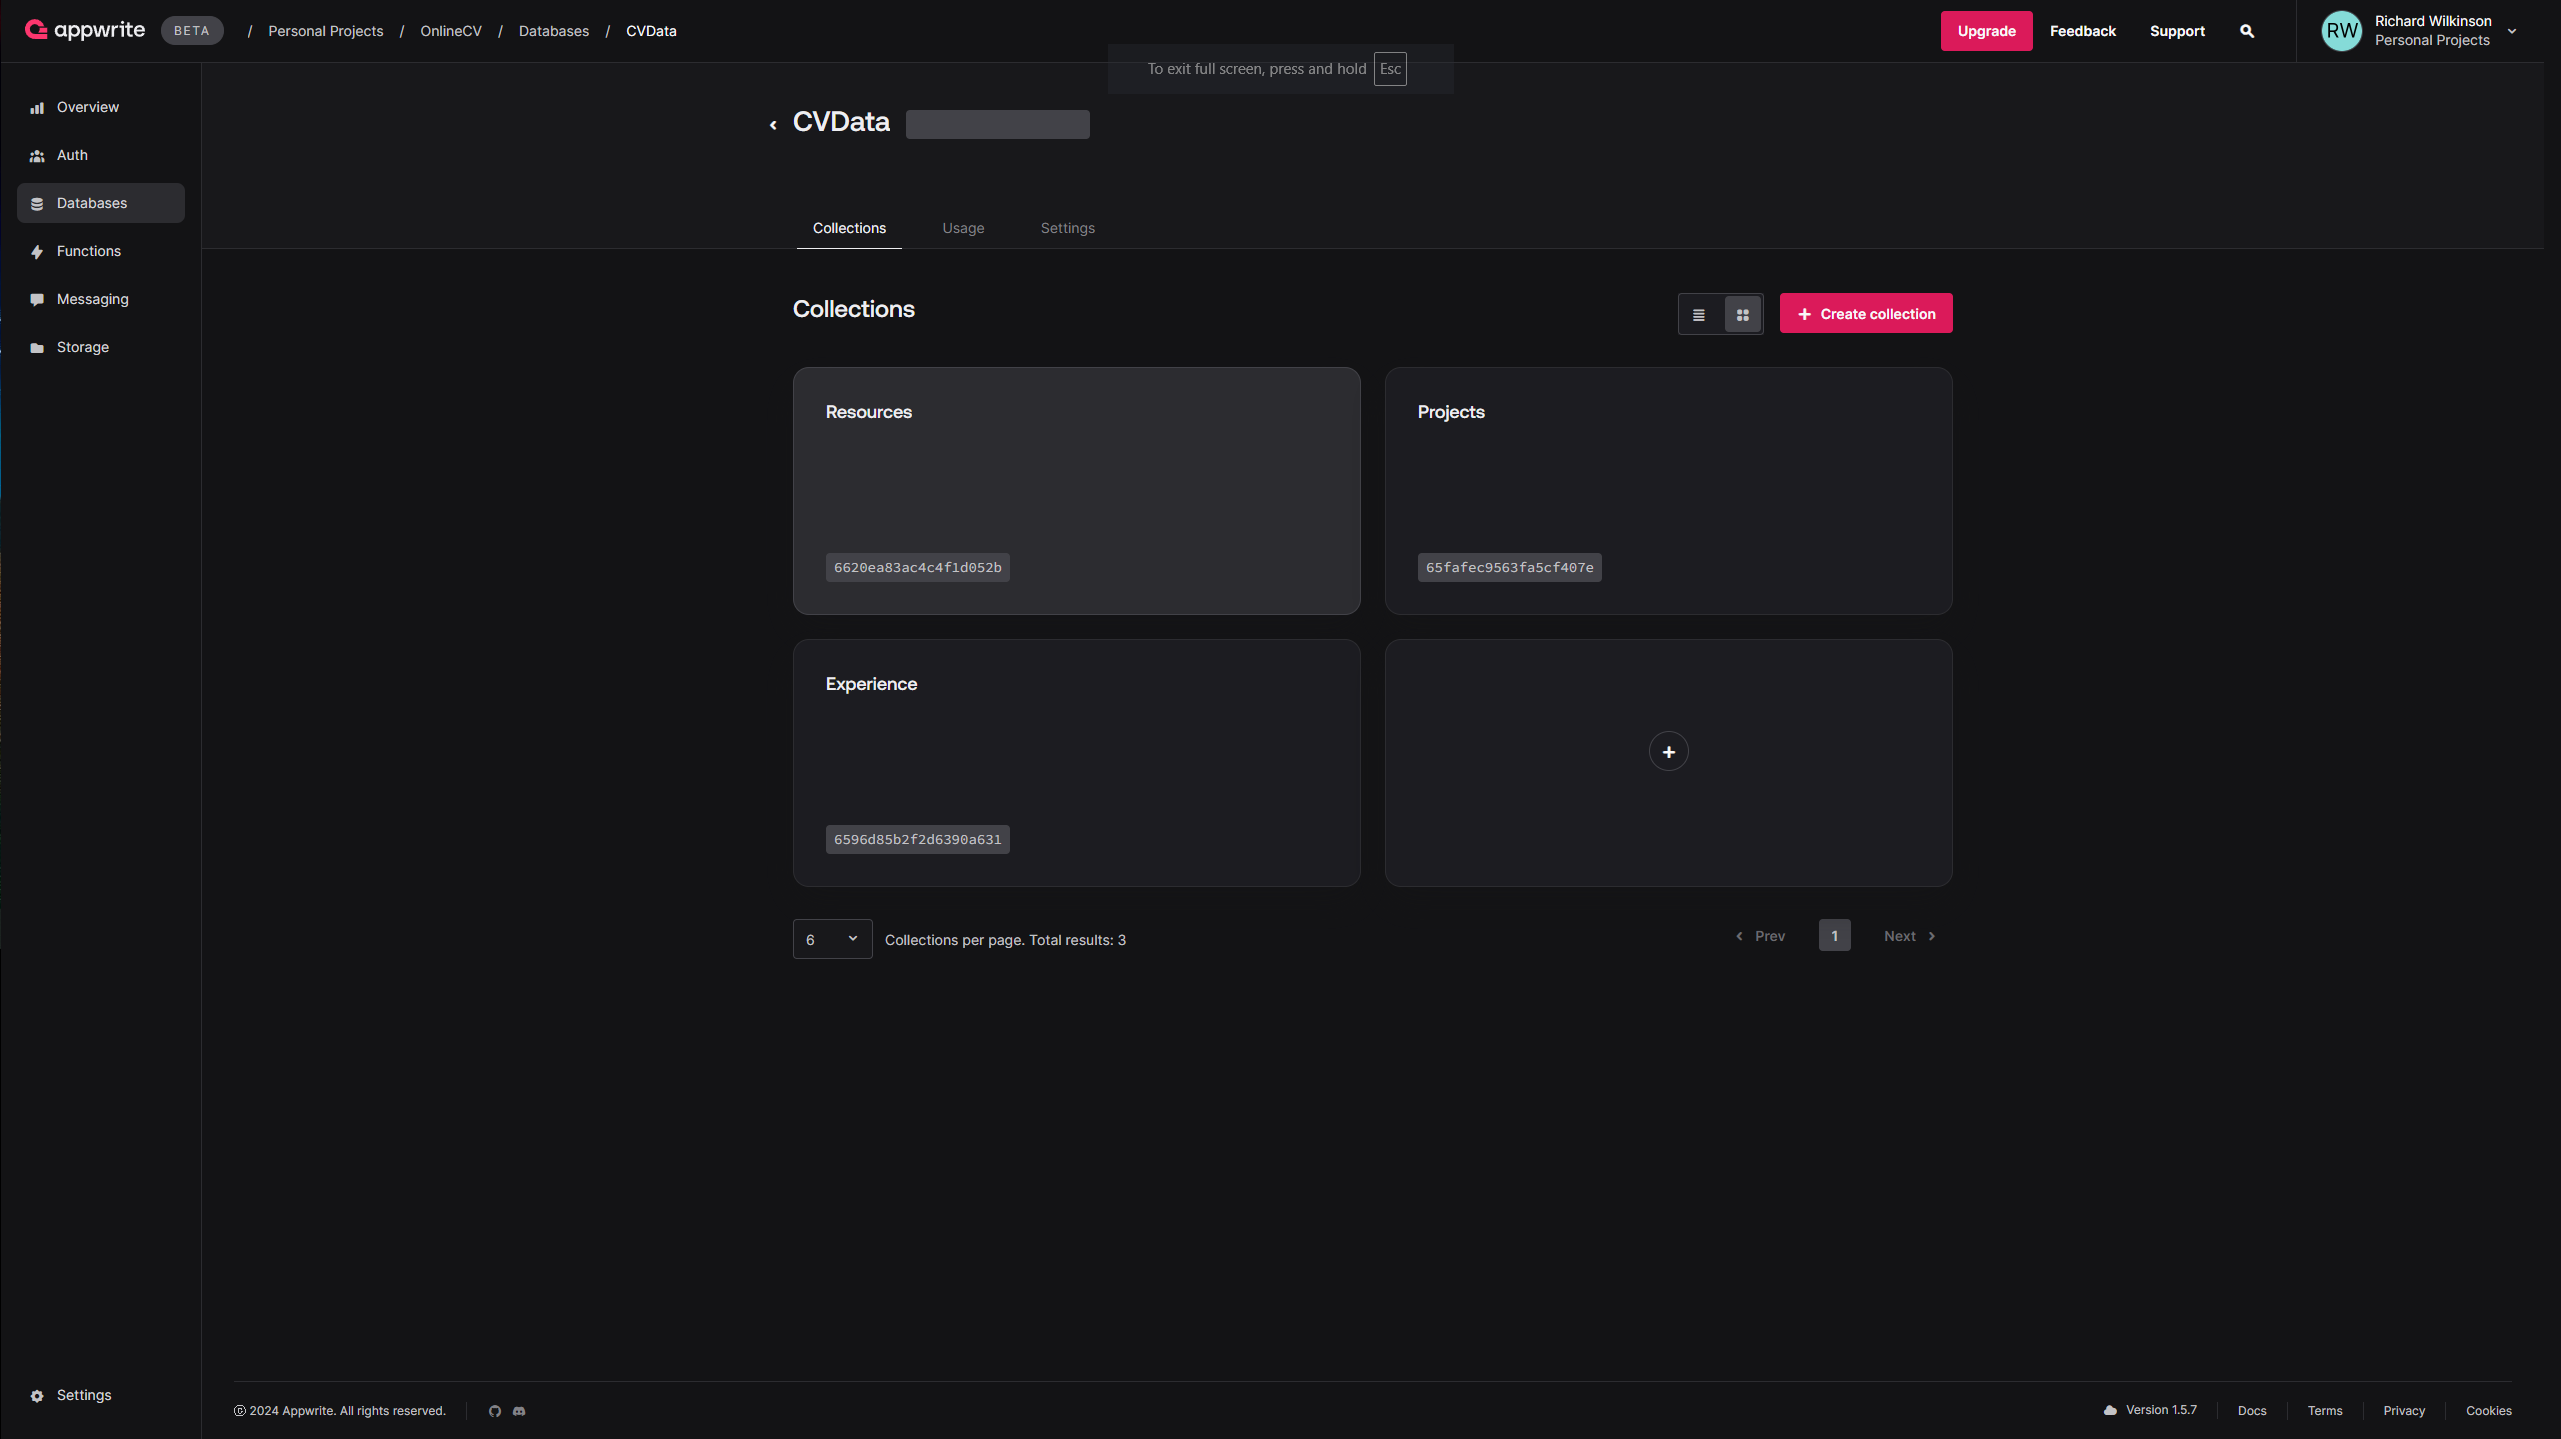 appwrite BETA / Personal Projects / OnlineCV / Databases / CVData
Upgrade Feedback Support
RW Richard Wilkinson
Personal Projects
To exit full screen, press and hold Esc
Overview
Auth
Databases
Functions
Messaging
Storage
Settings
CVData
Collections Usage Settings
Collections
Create collection
Resources
6620ea83ac4c4f1d052b
Projects
65fafec9563fa5cf407e
Experience
6596d85b2f2d6390a631
6 Collections per page. Total results: 3
Prev 1 Next
© 2024 Appwrite. All rights reserved.
Version 1.5.7 Docs Terms Privacy Cookies